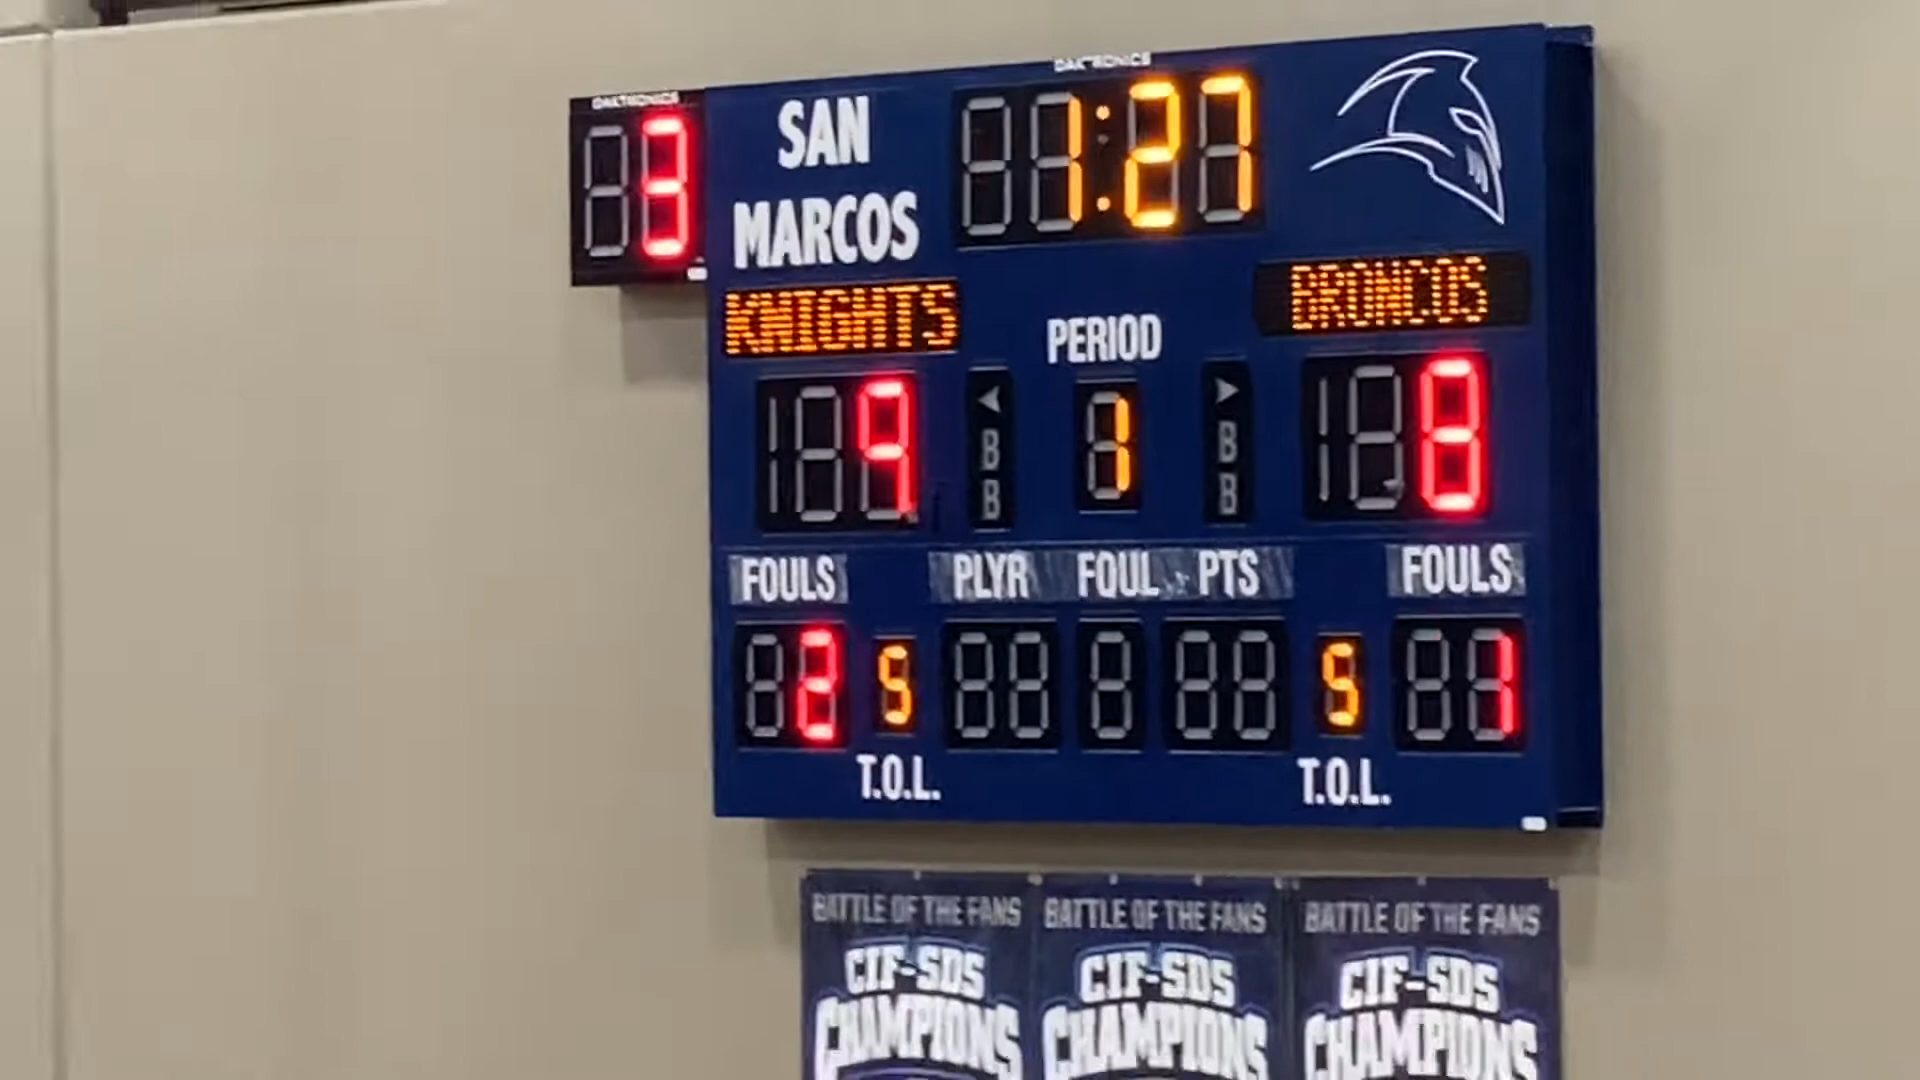 DAKTRONICS
DAKTRONICS
3
SAN
MARCOS
1:27
KNIGHTS
BRONCOS
PERIOD
9
B
B
1
B
B
8
FOULS
PLYR
FOUL
PTS
FOULS
2
5
5
1
T.O.L.
T.O.L.
BATTLE OF THE FANS
BATTLE OF THE FANS
BATTLE OF THE FANS
CIF-SDS
CIF-SDS
CIF-SDS
CHAMPIONS
CHAMPIONS
CHAMPIONS